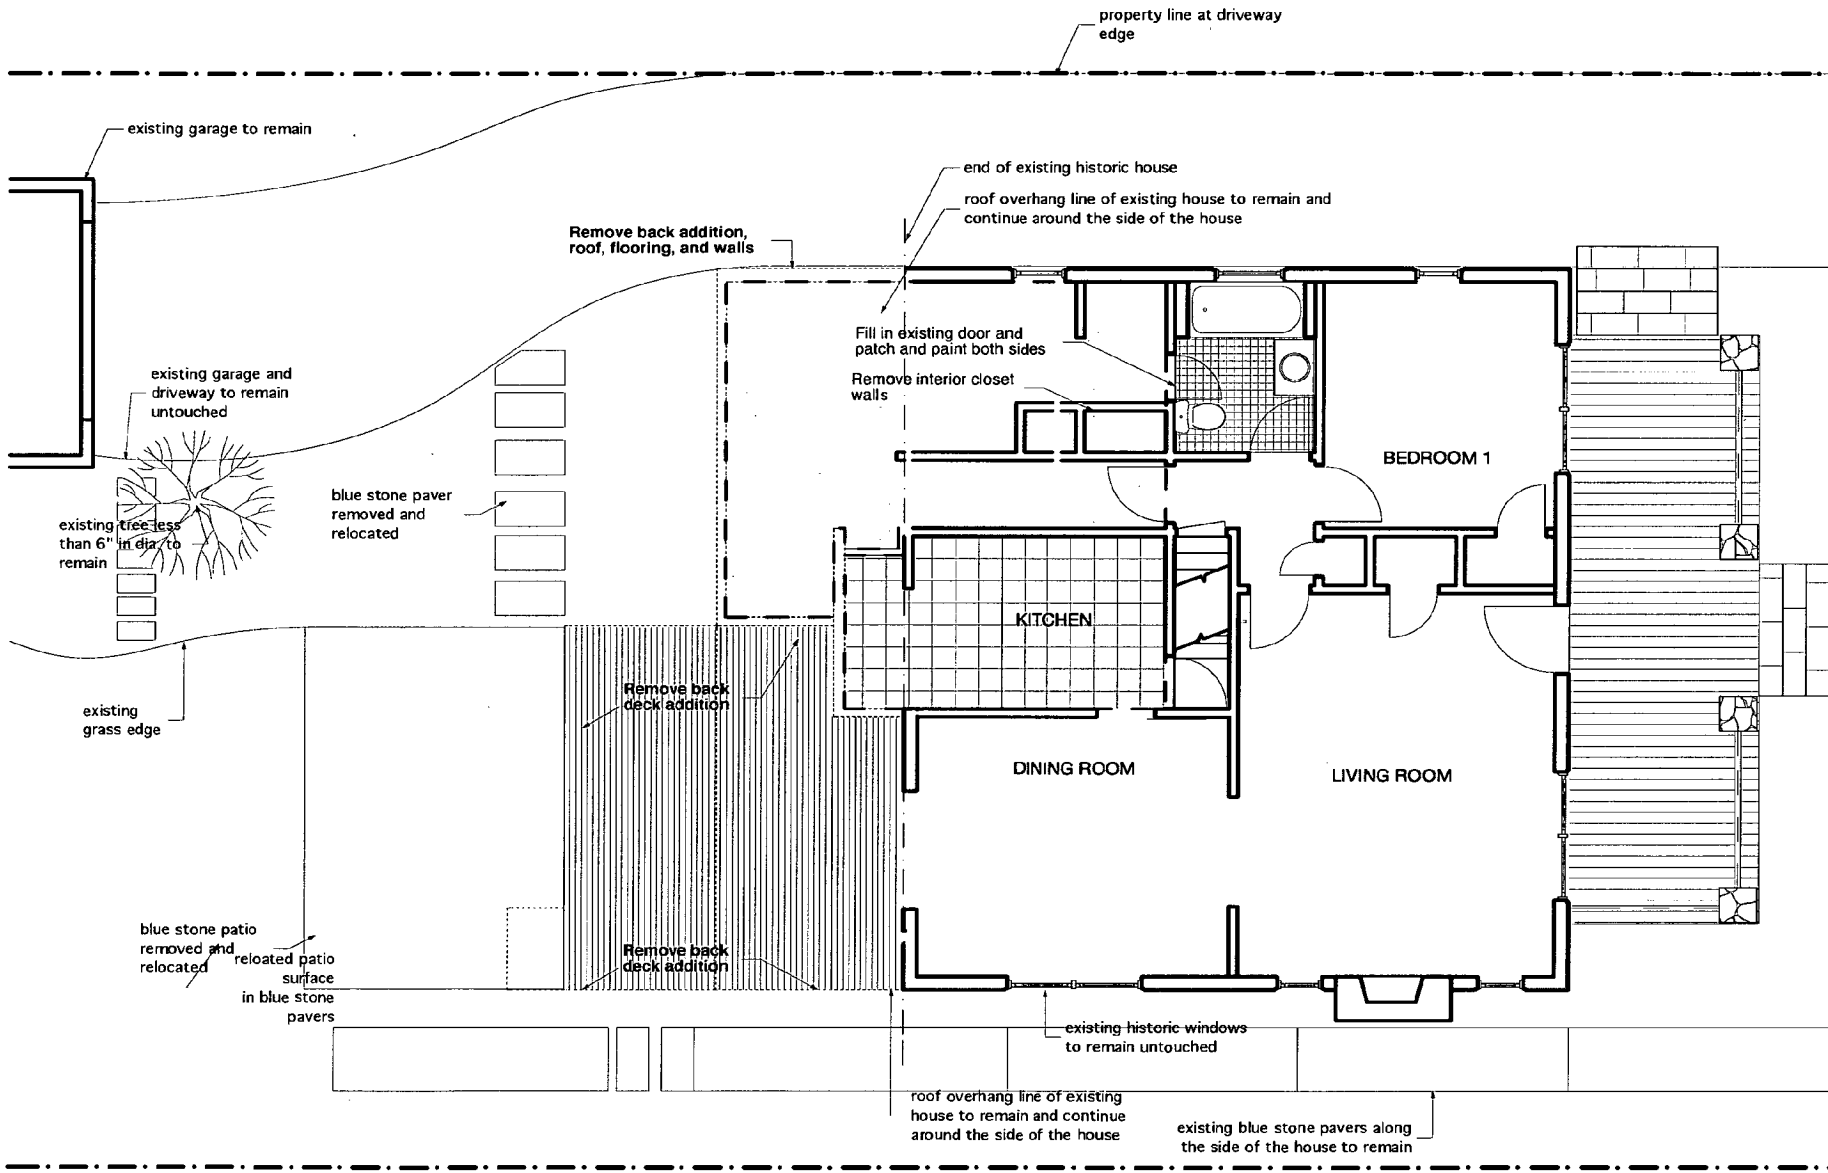 property line at driveway
edge
existing garage to remain
end of existing historic house
roof overhang line of existing house to remain and
continue around the side of the house
Remove back addition,
roof, flooring, and walls
Fill in existing door and
patch and paint both sides
Remove interior closet
walls
existing garage and
driveway to remain
untouched
BEDROOM 1
blue stone paver
removed and
relocated
existing tree less
than 6" in dia. to
remain
KITCHEN
Remove back
deck addition
existing
grass edge
DINING ROOM
LIVING ROOM
blue stone patio
removed and
relocated
reloated patio
surface
in blue stone
pavers
Remove back
deck addition
existing historic windows
to remain untouched
roof overhang line of existing
house to remain and continue
around the side of the house
existing blue stone pavers along
the side of the house to remain